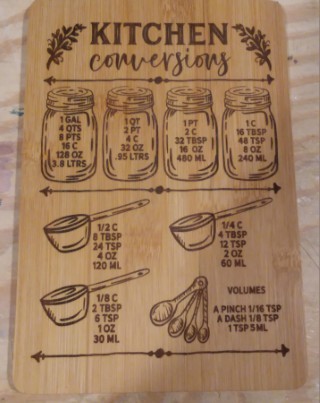 KITCHEN
conversions
1 GAL
4 QTS
8 PTS
16 C
128 OZ
3.8 LTRS
1 QT
2 PT
4 C
32 OZ
.95 LTRS
1 PT
2 C
32 TBSP
16 OZ
480 ML
1 C
16 TBSP
48 TSP
8 OZ
240 ML
1/2 C
8 TBSP
24 TSP
4 OZ
120 ML
1/4 C
4 TBSP
12 TSP
2 OZ
60 ML
1/8 C
2 TBSP
6 TSP
1 OZ
30 ML
VOLUMES
A PINCH 1/16 TSP
A DASH 1/8 TSP
1 TSP 5 ML